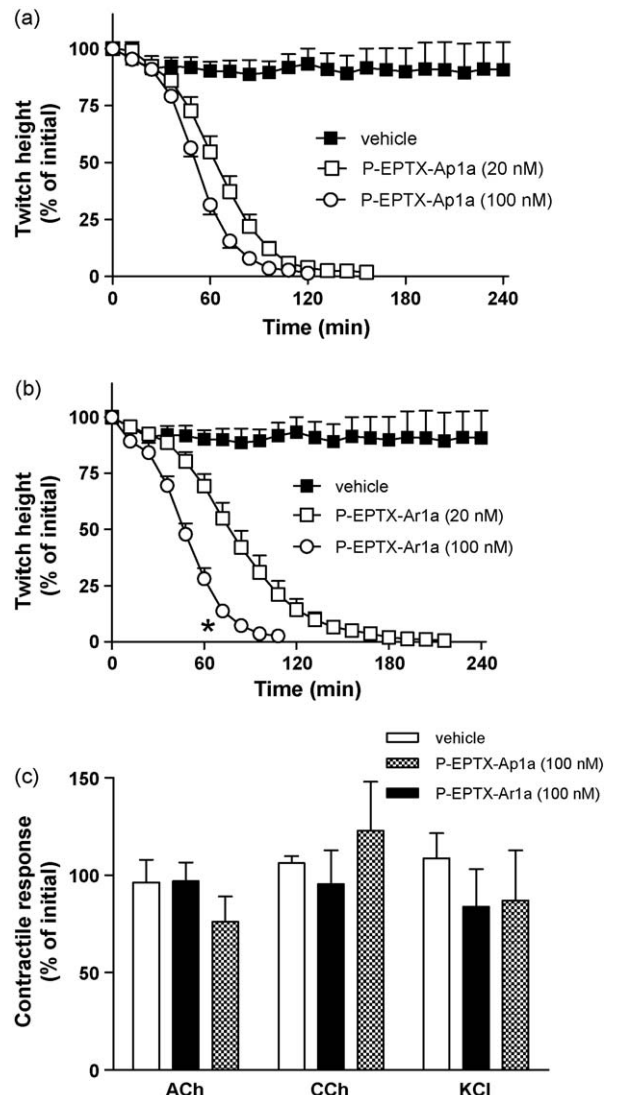 (a)
100
75
50
25
0
Twitch height
(% of initial)
vehicle
P-EPTX-Ap1a (20 nM)
P-EPTX-Ap1a (100 nM)
0 60 120 180 240
Time (min)
(b)
100
75
50
25
0
Twitch height
(% of initial)
vehicle
P-EPTX-Ar1a (20 nM)
P-EPTX-Ar1a (100 nM)
*
0 60 120 180 240
Time (min)
(c)
vehicle
P-EPTX-Ap1a (100 nM)
P-EPTX-Ar1a (100 nM)
150
100
50
0
Contractile response
(% of initial)
ACh CCh KCl